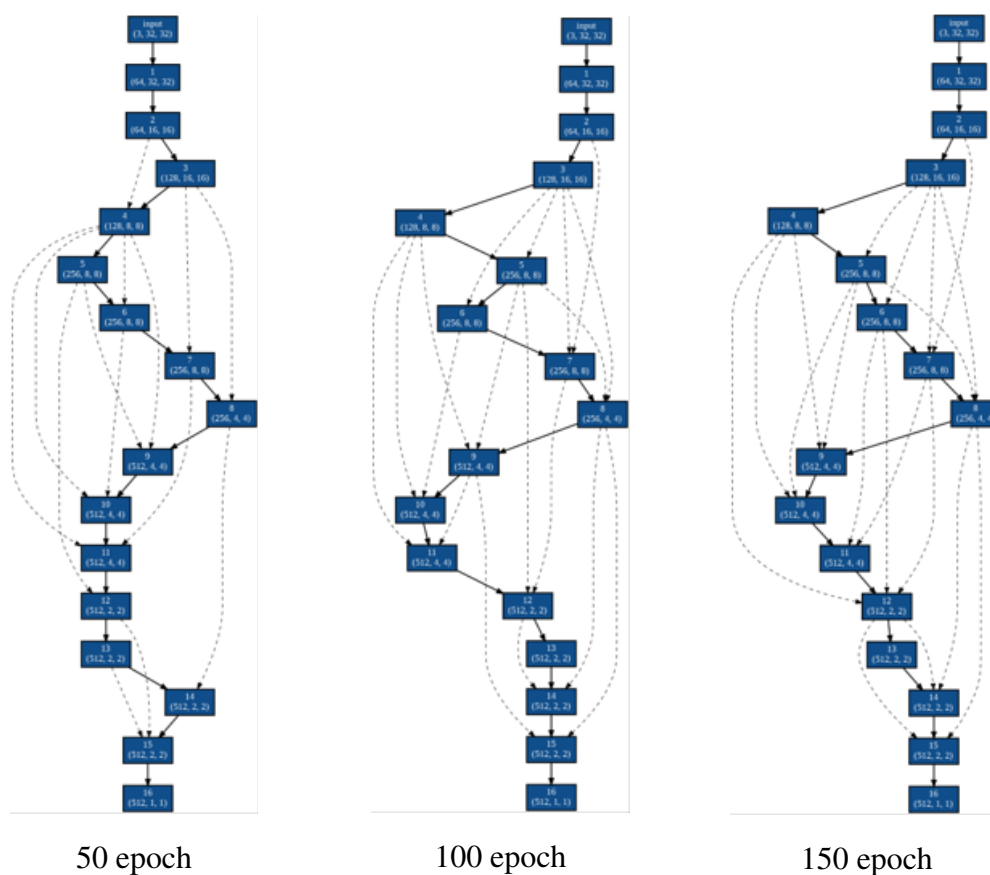 input
(3, 32, 32)
1
(64, 32, 32)
2
(64, 16, 16)
3
(128, 16, 16)
4
(128, 8, 8)
5
(256, 8, 8)
6
(256, 8, 8)
7
(256, 8, 8)
8
(256, 4, 4)
9
(512, 4, 4)
10
(512, 4, 4)
11
(512, 4, 4)
12
(512, 2, 2)
13
(512, 2, 2)
14
(512, 2, 2)
15
(512, 2, 2)
16
(512, 1, 1)
50 epoch
input
(3, 32, 32)
1
(64, 32, 32)
2
(64, 16, 16)
3
(128, 16, 16)
4
(128, 8, 8)
5
(256, 8, 8)
6
(256, 8, 8)
7
(256, 8, 8)
8
(256, 4, 4)
9
(512, 4, 4)
10
(512, 4, 4)
11
(512, 4, 4)
12
(512, 2, 2)
13
(512, 2, 2)
14
(512, 2, 2)
15
(512, 2, 2)
16
(512, 1, 1)
100 epoch
input
(3, 32, 32)
1
(64, 32, 32)
2
(64, 16, 16)
3
(128, 16, 16)
4
(128, 8, 8)
5
(256, 8, 8)
6
(256, 8, 8)
7
(256, 8, 8)
8
(256, 4, 4)
9
(512, 4, 4)
10
(512, 4, 4)
11
(512, 4, 4)
12
(512, 2, 2)
13
(512, 2, 2)
14
(512, 2, 2)
15
(512, 2, 2)
16
(512, 1, 1)
150 epoch